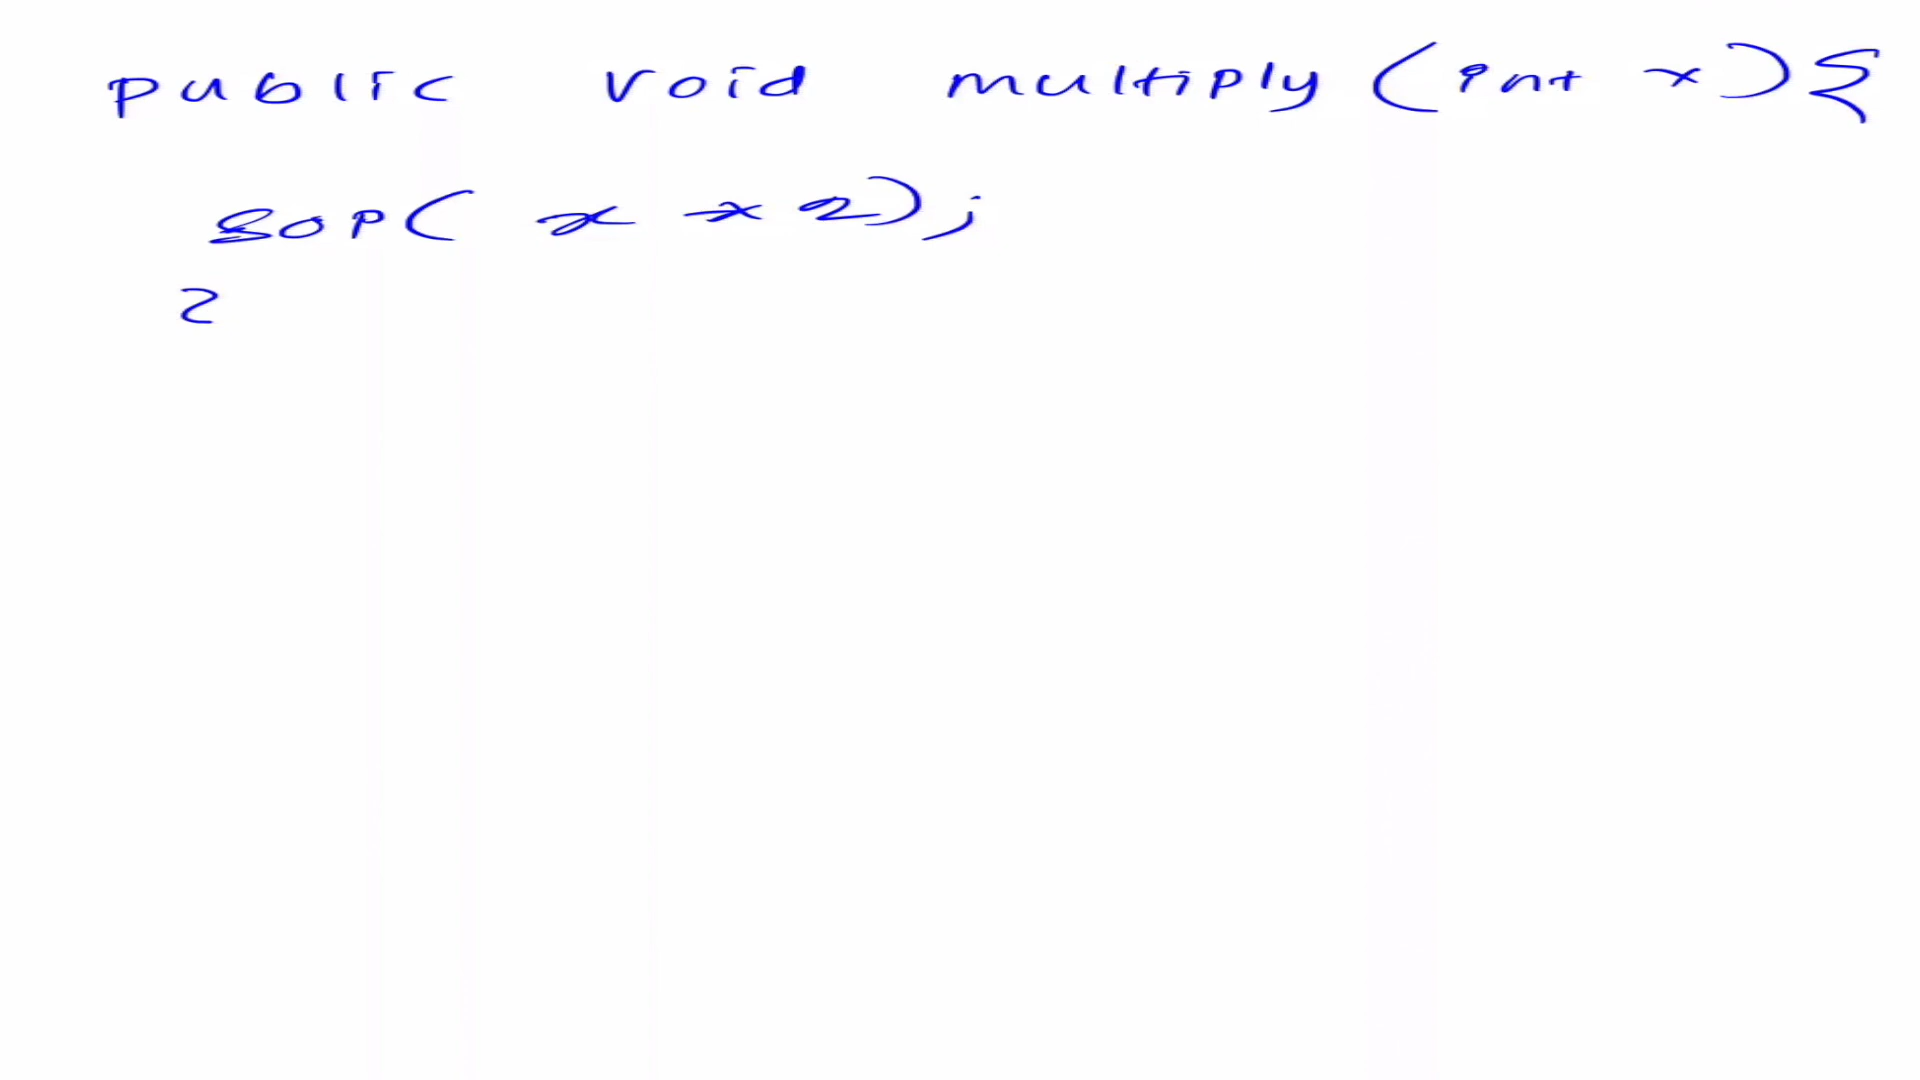 public void multiply (int x){
sop( x * 2);
}